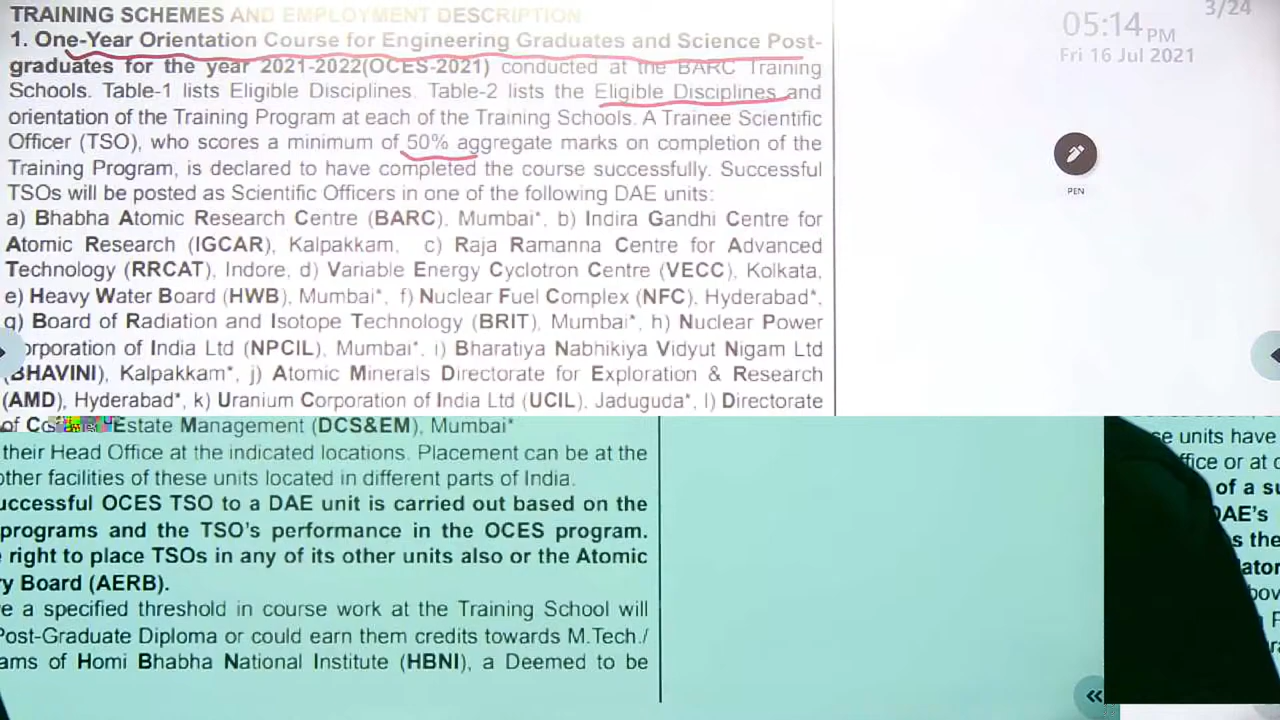 TRAINING SCHEMES AND EMPLOYMENT DESCRIPTION
1. One-Year Orientation Course for Engineering Graduates and Science Post-
graduates for the year 2021-2022(OCES-2021) conducted at the BARC Training
Schools. Table-1 lists Eligible Disciplines. Table-2 lists the Eligible Disciplines and
orientation of the Training Program at each of the Training Schools. A Trainee Scientific
Officer (TSO), who scores a minimum of 50% aggregate marks on completion of the
Training Program, is declared to have completed the course successfully. Successful
TSOs will be posted as Scientific Officers in one of the following DAE units:
a) Bhabha Atomic Research Centre (BARC), Mumbai*, b) Indira Gandhi Centre for
Atomic Research (IGCAR), Kalpakkam, c) Raja Ramanna Centre for Advanced
Technology (RRCAT), Indore, d) Variable Energy Cyclotron Centre (VECC), Kolkata,
e) Heavy Water Board (HWB), Mumbai*, f) Nuclear Fuel Complex (NFC), Hyderabad*,
g) Board of Radiation and Isotope Technology (BRIT), Mumbai*, h) Nuclear Power
orporation of India Ltd (NPCIL), Mumbai*, i) Bharatiya Nabhikiya Vidyut Nigam Ltd
(BHAVINI), Kalpakkam*, j) Atomic Minerals Directorate for Exploration & Research
(AMD), Hyderabad*, k) Uranium Corporation of India Ltd (UCIL), Jaduguda*, l) Directorate
of Estate Management (DCS&EM), Mumbai*
their Head Office at the indicated locations. Placement can be at the
other facilities of these units located in different parts of India.
uccessful OCES TSO to a DAE unit is carried out based on the
programs and the TSO's performance in the OCES program.
right to place TSOs in any of its other units also or the Atomic
ry Board (AERB).
e a specified threshold in course work at the Training School will
Post-Graduate Diploma or could earn them credits towards M.Tech./
ams of Homi Bhabha National Institute (HBNI), a Deemed to be
3/24
05:14 PM
Fri 16 Jul 2021
PEN
se units have
ffice or at o
of a su
DAE's
s the
lator
bov